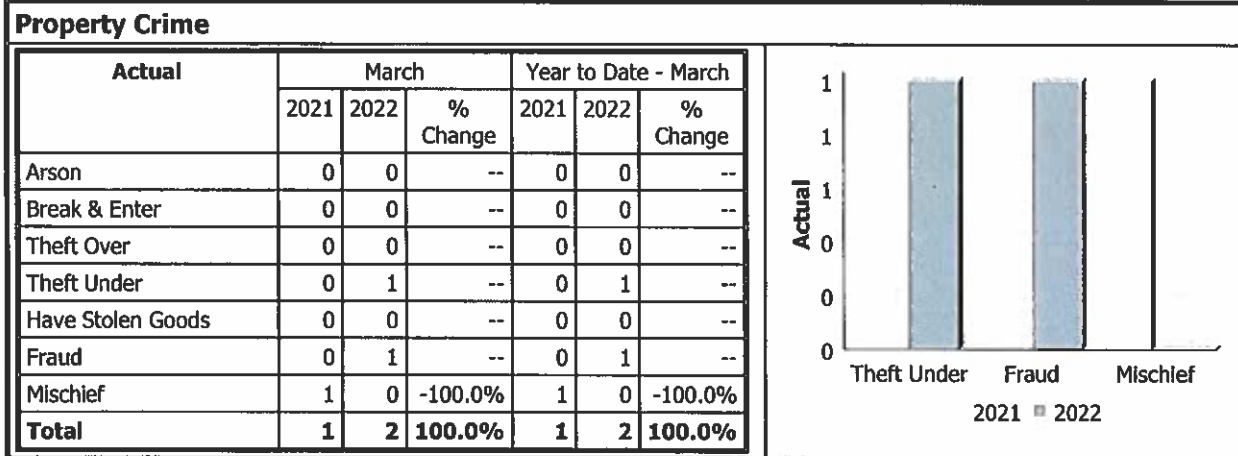 Property Crime
Actual March Year to Date - March
2021 2022 % Change 2021 2022 % Change
Arson 0 0 -- 0 0 --
Break & Enter 0 0 -- 0 0 --
Theft Over 0 0 -- 0 0 --
Theft Under 0 1 -- 0 1 --
Have Stolen Goods 0 0 -- 0 0 --
Fraud 0 1 -- 0 1 --
Mischief 1 0 -100.0% 1 0 -100.0%
Total 1 2 100.0% 1 2 100.0%
Actual
1
1
1
0
0
0
Theft Under Fraud Mischief
2021 2022